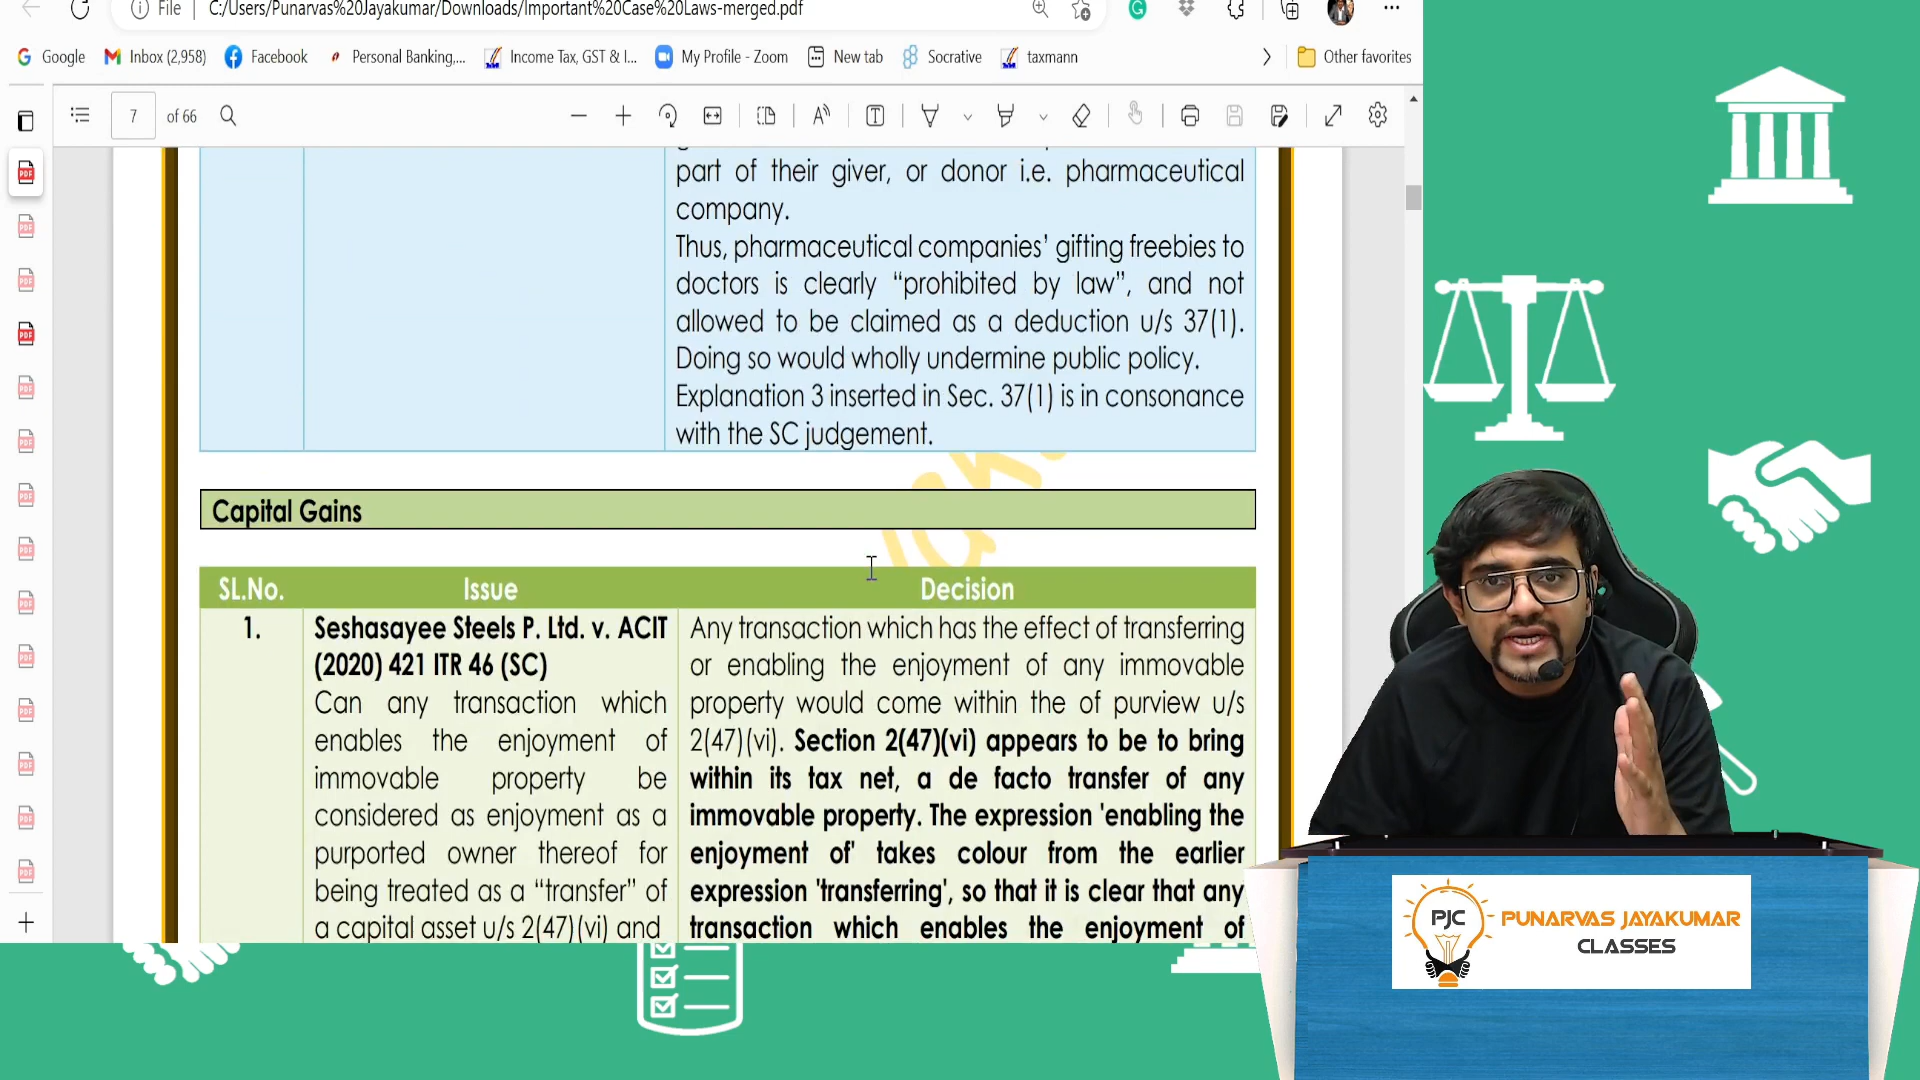 File
C:/Users/Punarvas%20Jayakumar/Downloads/Important%20Case%20Laws-merged.pdf
Google
Inbox (2,958)
Facebook
Personal Banking,...
Income Tax, GST & I...
My Profile - Zoom
New tab
Socrative
taxmann
Other favorites
7 of 66
part of their giver, or donor i.e. pharmaceutical
company.
Thus, pharmaceutical companies’ gifting freebies to
doctors is clearly “prohibited by law”, and not
allowed to be claimed as a deduction u/s 37(1).
Doing so would wholly undermine public policy.
Explanation 3 inserted in Sec. 37(1) is in consonance
with the SC judgement.
Capital Gains
SL.No. Issue Decision
1.
Seshasayee Steels P. Ltd. v. ACIT
(2020) 421 ITR 46 (SC)
Can any transaction which
enables the enjoyment of
immovable property be
considered as enjoyment as a
purported owner thereof for
being treated as a “transfer” of
a capital asset u/s 2(47)(vi) and
Any transaction which has the effect of transferring
or enabling the enjoyment of any immovable
property would come within the of purview u/s
2(47)(vi). Section 2(47)(vi) appears to be to bring
within its tax net, a de facto transfer of any
immovable property. The expression 'enabling the
enjoyment of' takes colour from the earlier
expression 'transferring', so that it is clear that any
transaction which enables the enjoyment of
PJC
PUNARVAS JAYAKUMAR
CLASSES